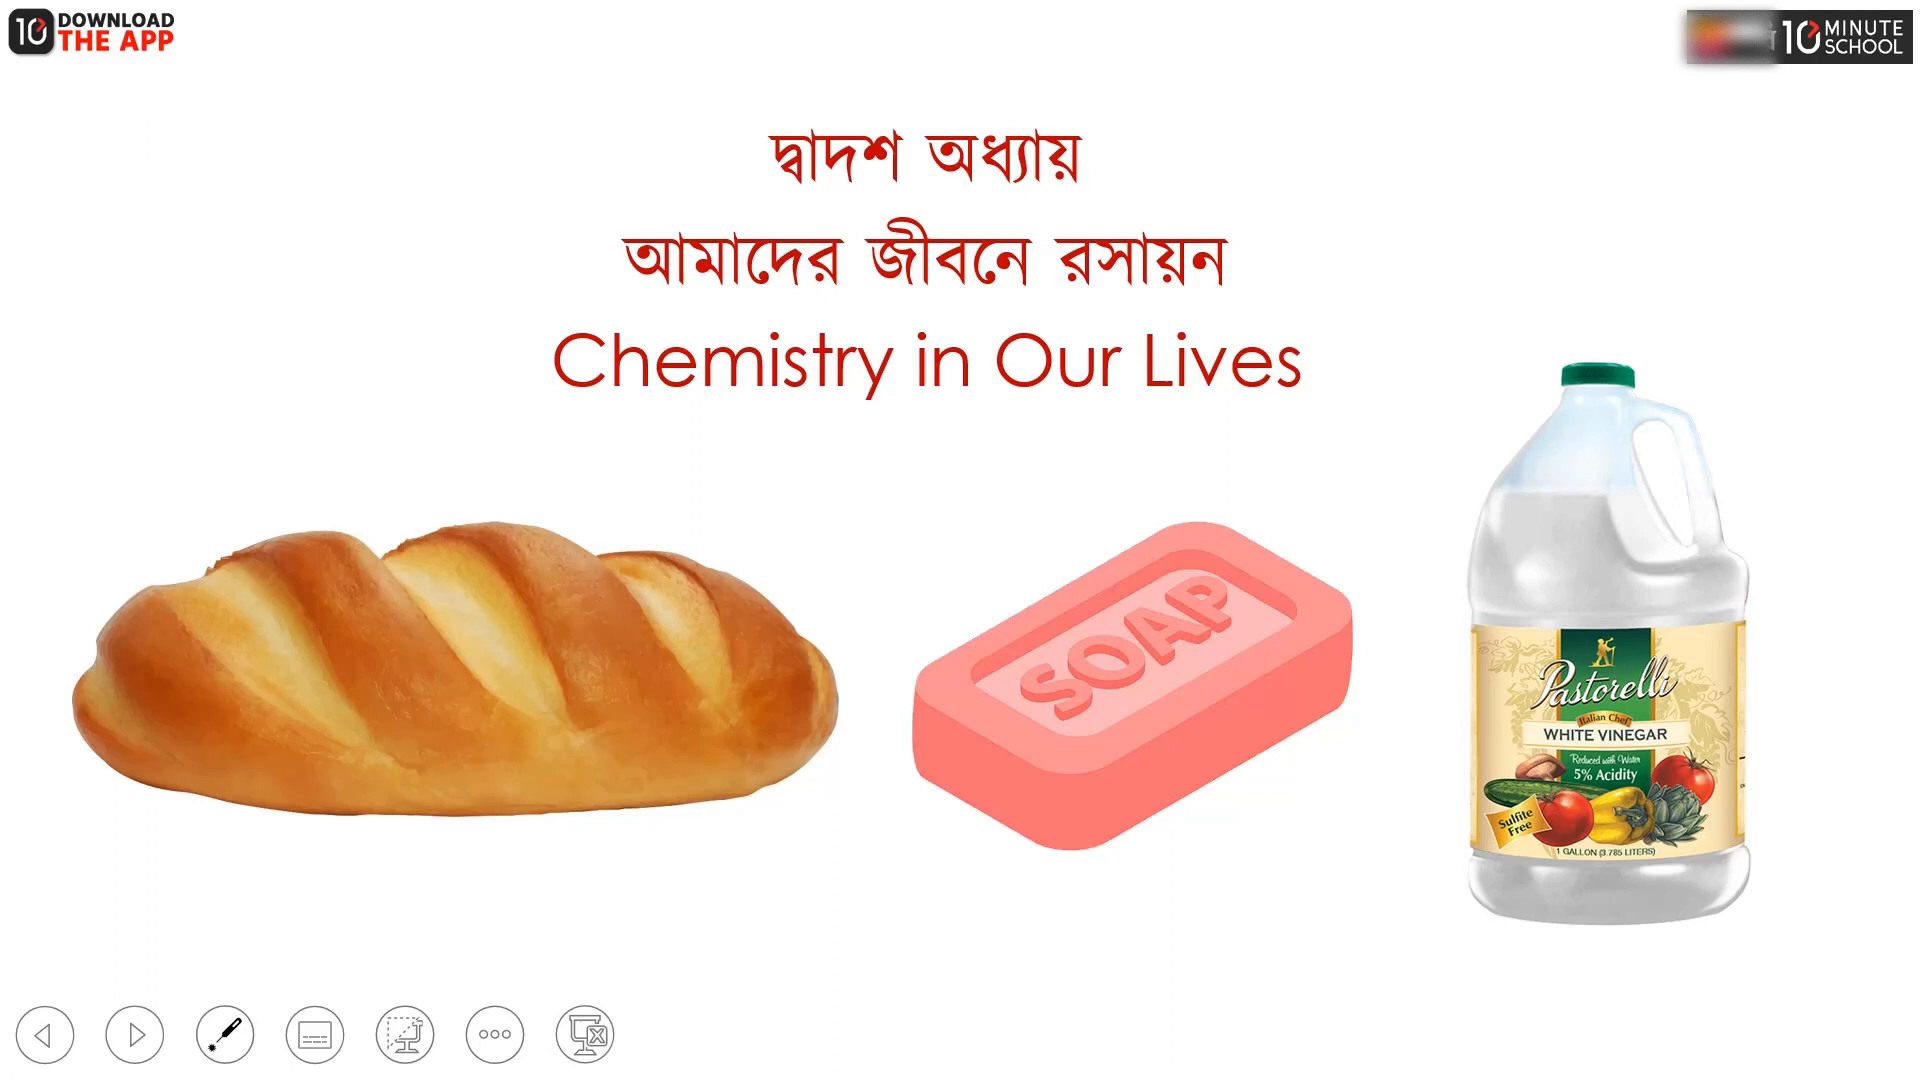 10 DOWNLOAD
THE APP
10 MINUTE
SCHOOL
দ্বাদশ অধ্যায়
আমাদের জীবনে রসায়ন
Chemistry in Our Lives
SOAP
Pastorelli
Italian Chef
WHITE VINEGAR
Reduced with Water
5% Acidity
Sulfite
Free
1 GALLON (3.785 LITERS)